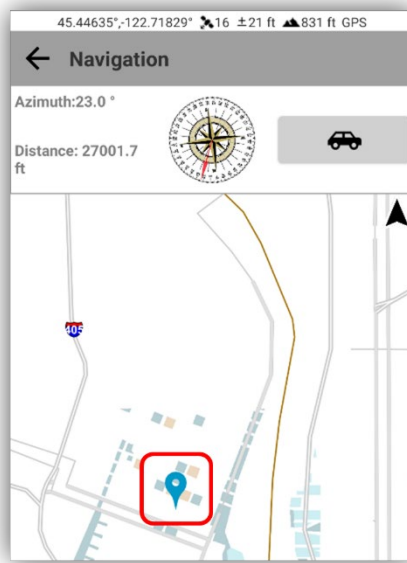 45.44635°,-122.71829° 16 ±21 ft 831 ft GPS
Navigation
Azimuth:23.0 °
Distance: 27001.7
ft
405